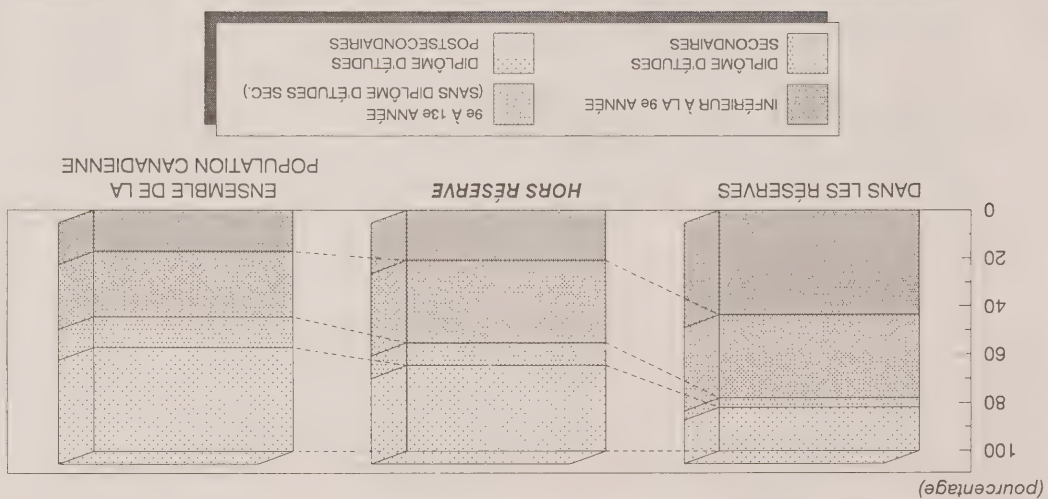 (pourcentage)
100
80
60
40
20
0
DANS LES RÉSERVES
HORS RÉSERVE
ENSEMBLE DE LA
POPULATION CANADIENNE
INFÉRIEUR À LA 9e ANNÉE
9e À 13e ANNÉE
(SANS DIPLÔME D'ÉTUDES SEC.)
DIPLÔME D'ÉTUDES
SECONDAIRES
DIPLÔME D'ÉTUDES
POSTSECONDAIRES